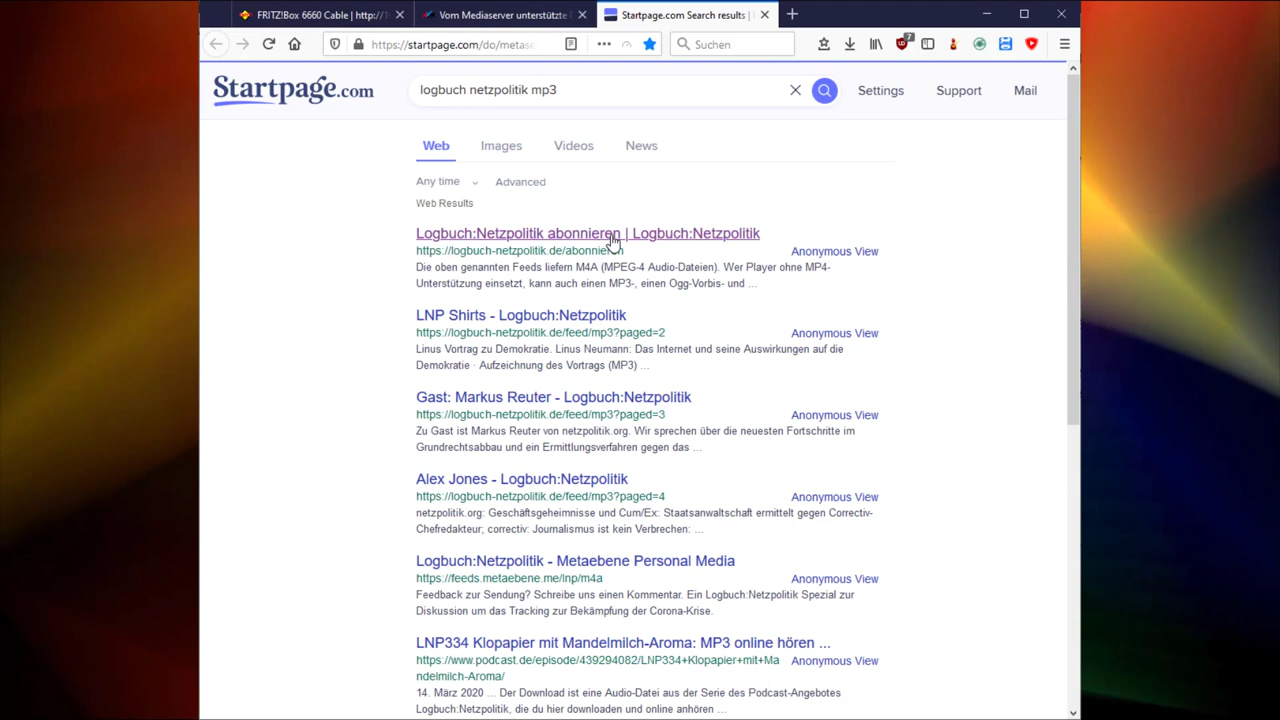 FRITZ!Box 6660 Cable | http://1
Vom Mediaserver unterstützte
Startpage.com Search results |
https://startpage.com/do/metase
Suchen
7
Startpage.com
logbuch netzpolitik mp3
Settings
Support
Mail
Web
Images
Videos
News
Any time
Advanced
Web Results
Logbuch:Netzpolitik abonnieren | Logbuch:Netzpolitik
https://logbuch-netzpolitik.de/abonnieren
Anonymous View
Die oben genannten Feeds liefern M4A (MPEG-4 Audio-Dateien). Wer Player ohne MP4-
Unterstützung einsetzt, kann auch einen MP3-, einen Ogg-Vorbis- und ...
LNP Shirts - Logbuch:Netzpolitik
https://logbuch-netzpolitik.de/feed/mp3?paged=2
Anonymous View
Linus Vortrag zu Demokratie. Linus Neumann: Das Internet und seine Auswirkungen auf die
Demokratie · Aufzeichnung des Vortrags (MP3) ...
Gast: Markus Reuter - Logbuch:Netzpolitik
https://logbuch-netzpolitik.de/feed/mp3?paged=3
Anonymous View
Zu Gast ist Markus Reuter von netzpolitik.org. Wir sprechen über die neuesten Fortschritte im
Grundrechtsabbau und ein Ermittlungsverfahren gegen das ...
Alex Jones - Logbuch:Netzpolitik
https://logbuch-netzpolitik.de/feed/mp3?paged=4
Anonymous View
netzpolitik.org: Geschäftsgeheimnisse und Cum/Ex: Staatsanwaltschaft ermittelt gegen Correctiv-
Chefredakteur; correctiv: Journalismus ist kein Verbrechen: ...
Logbuch:Netzpolitik - Metaebene Personal Media
https://feeds.metaebene.me/lnp/m4a
Anonymous View
Feedback zur Sendung? Schreibe uns einen Kommentar. Ein Logbuch:Netzpolitik Spezial zur
Diskussion um das Tracking zur Bekämpfung der Corona-Krise.
LNP334 Klopapier mit Mandelmilch-Aroma: MP3 online hören ...
https://www.podcast.de/episode/439294082/LNP334+Klopapier+mit+Ma
ndelmilch-Aroma/
Anonymous View
14. März 2020 ... Der Download ist eine Audio-Datei aus der Serie des Podcast-Angebotes
Logbuch:Netzpolitik, die du hier downloaden und online anhören ...